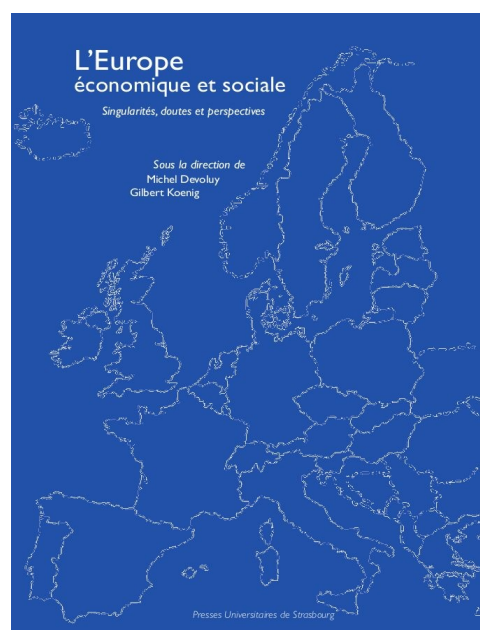 L'Europe
économique et sociale
Singularités, doutes et perspectives
Sous la direction de
Michel Devoluy
Gilbert Koenig
Presses Universitaires de Strasbourg